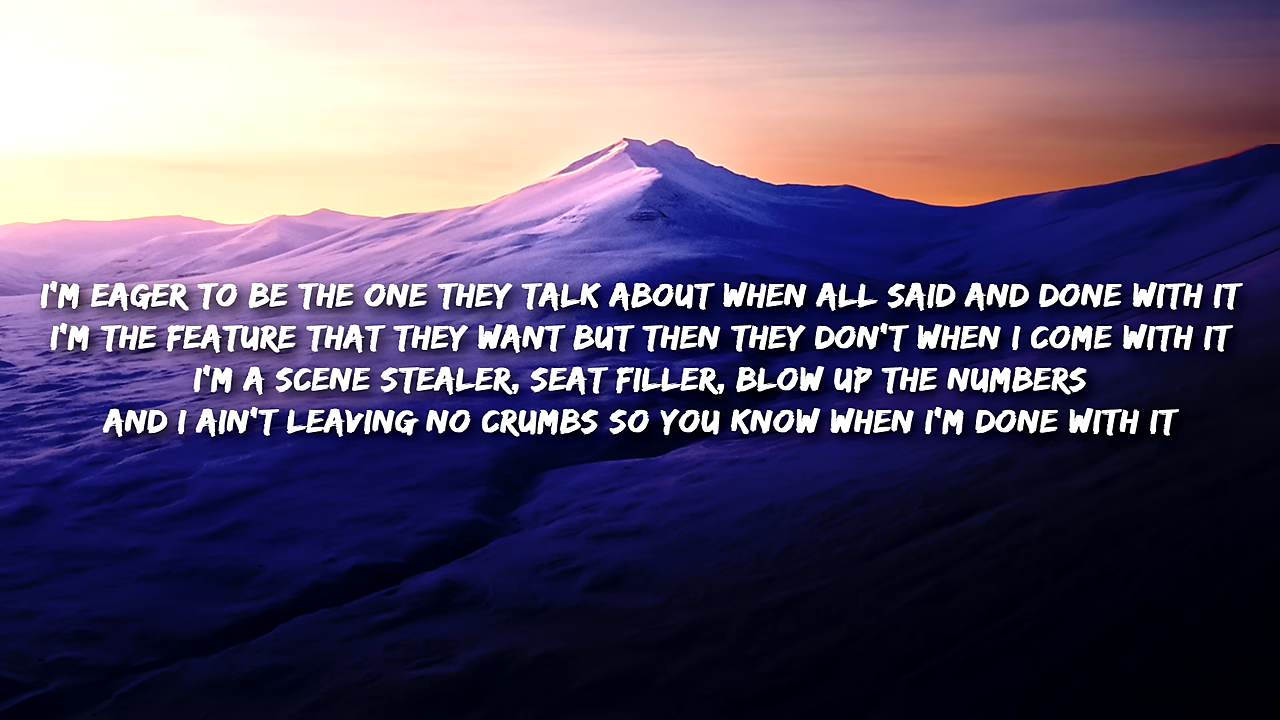 I'M EAGER TO BE THE ONE THEY TALK ABOUT WHEN ALL SAID AND DONE WITH IT
I'M THE FEATURE THAT THEY WANT BUT THEN THEY DON'T WHEN I COME WITH IT
I'M A SCENE STEALER, SEAT FILLER, BLOW UP THE NUMBERS
AND I AIN'T LEAVING NO CRUMBS SO YOU KNOW WHEN I'M DONE WITH IT